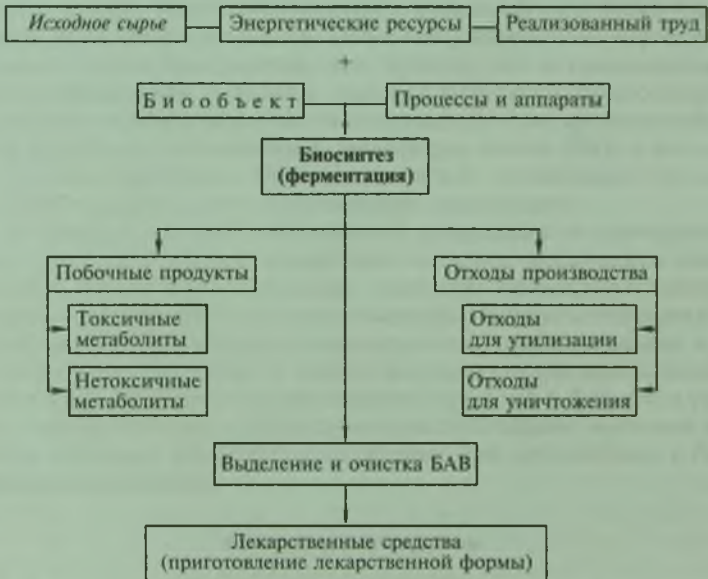 Исходное сырье
Энергетические ресурсы
Реализованный труд
+
Биообъект
Процессы и аппараты
Биосинтез
(ферментация)
Побочные продукты
Отходы производства
Токсичные
метаболиты
Отходы
для утилизации
Нетоксичные
метаболиты
Отходы
для уничтожения
Выделение и очистка БАВ
Лекарственные средства
(приготовление лекарственной формы)